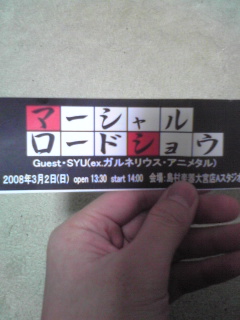 マーシャル
ロードショウ
Guest・SYU(ex.ガルネリウス・アニメタル)
2008年3月2日(日) open 13:30 start 14:00 会場:島村楽器大宮店Aスタジオ